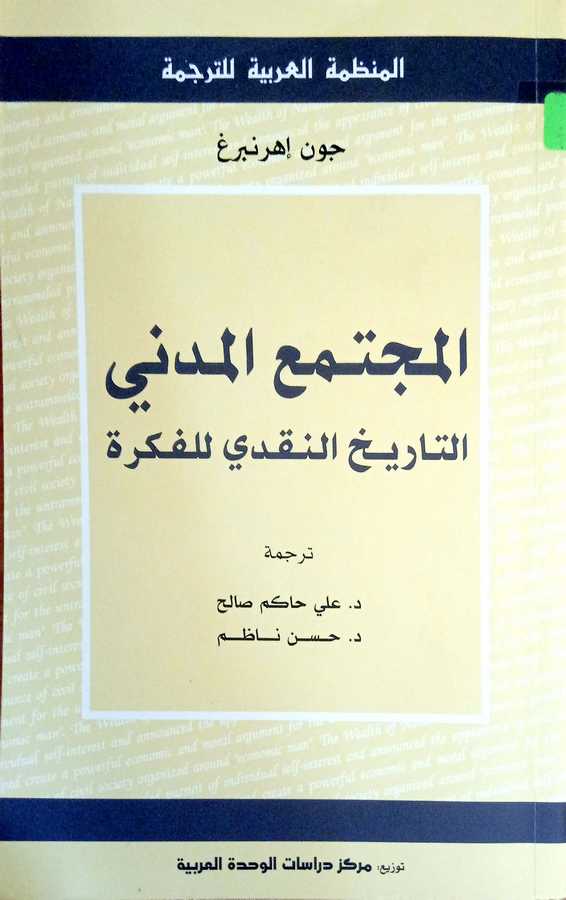 المنظمة العربية للترجمة
جون إهرنبرغ
المجتمع المدني
التاريخ النقدي للفكرة
ترجمة
د. علي حاكم صالح
د. حسن ناظم
توزيع: مركز دراسات الوحدة العربية